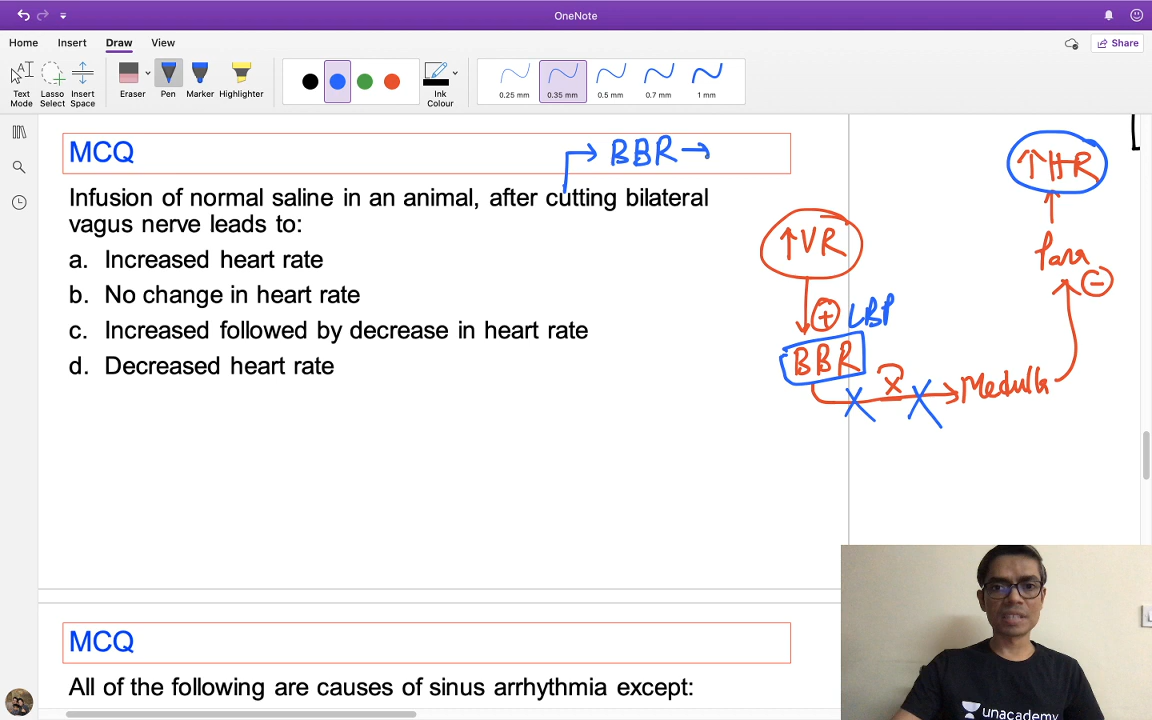 OneNote
Home Insert Draw View
Share
Text Mode
Lasso Select
Insert Space
Eraser
Pen
Marker
Highlighter
Ink Colour
0.25 mm
0.35 mm
0.5 mm
0.7 mm
1 mm
MCQ
→ BBR →
Infusion of normal saline in an animal, after cutting bilateral
vagus nerve leads to:
a. Increased heart rate
b. No change in heart rate
c. Increased followed by decrease in heart rate
d. Decreased heart rate
↑HR
↑VR
Para
LBP
BBR
X
Medulla
MCQ
All of the following are causes of sinus arrhythmia except:
unacademy